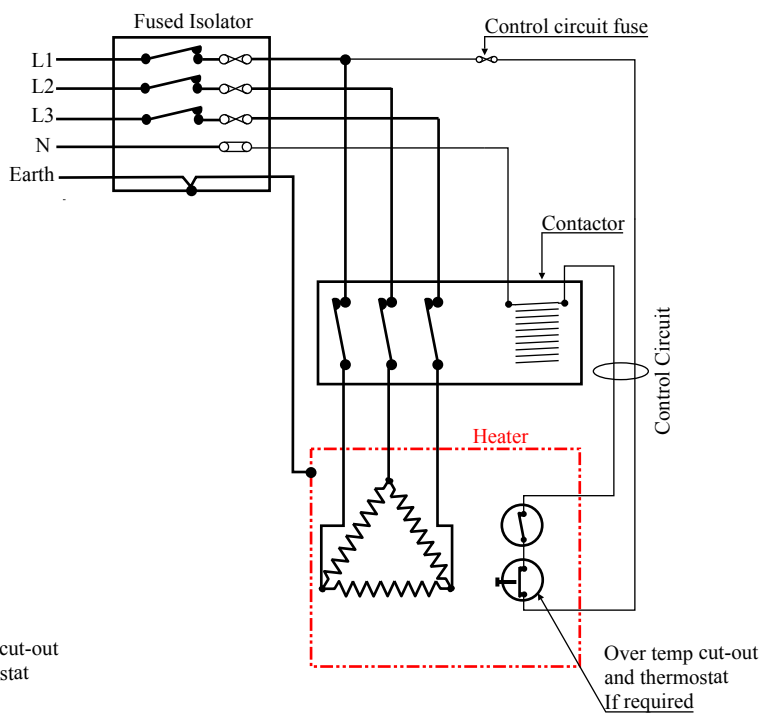 Fused Isolator
Control circuit fuse
L1
L2
L3
N
Earth
Contactor
Control Circuit
Heater
cut-out
stat
Over temp cut-out
and thermostat
If required